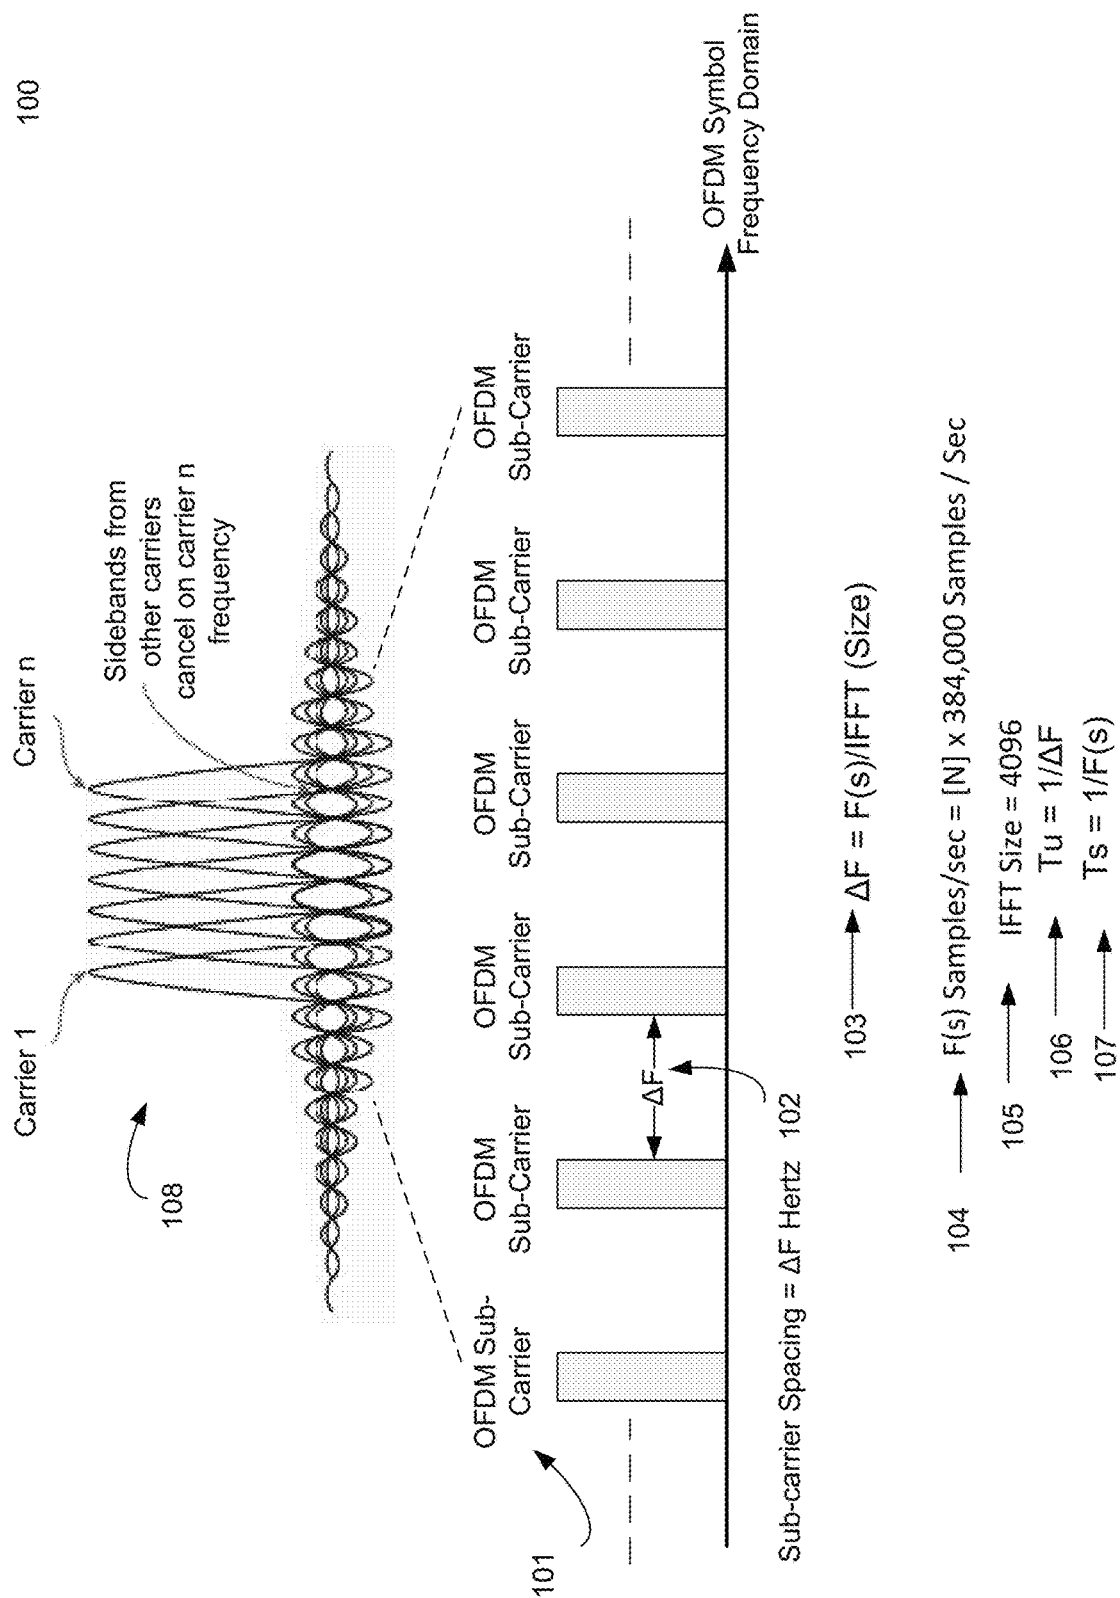 100
Carrier 1
Carrier n
Sidebands from
other carriers
cancel on carrier n
frequency
108
OFDM Sub-
Carrier
OFDM
Sub-Carrier
OFDM
Sub-Carrier
OFDM
Sub-Carrier
OFDM
Sub-Carrier
OFDM
Sub-Carrier
101
ΔF
OFDM Symbol
Frequency Domain
Sub-carrier Spacing = ΔF Hertz
102
103
ΔF = F(s)/IFFT (Size)
104
F(s) Samples/sec = [N] x 384,000 Samples / Sec
105
IFFT Size = 4096
106
Tu = 1/ΔF
107
Ts = 1/F(s)